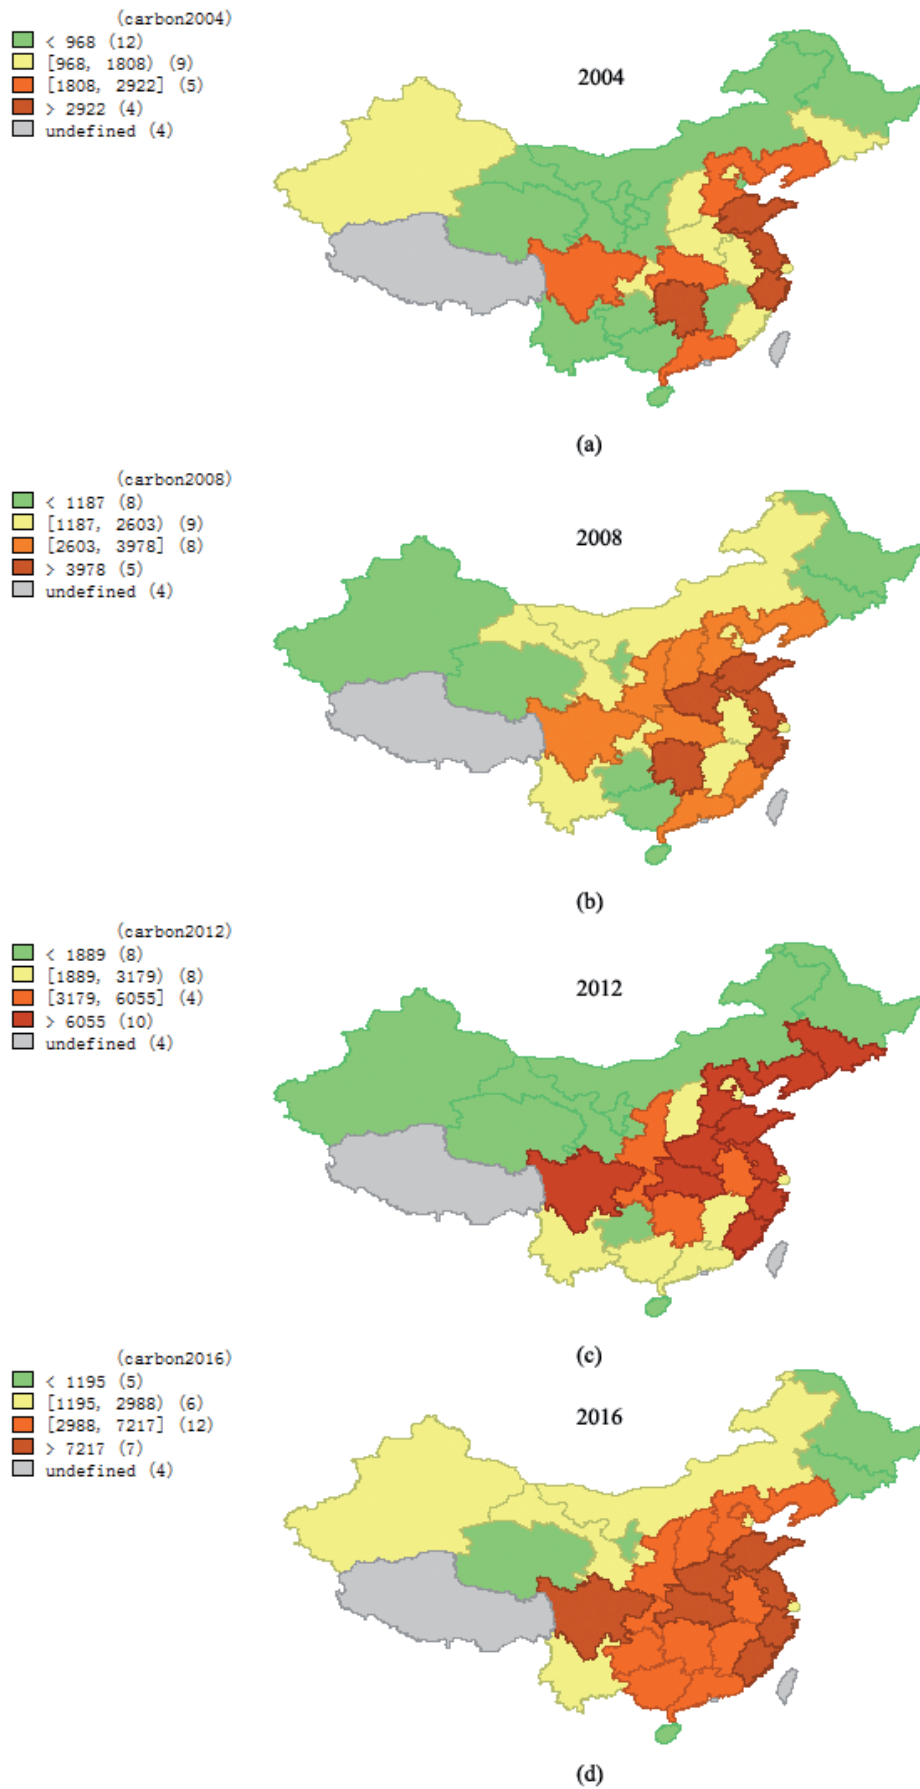 (carbon2004)
< 968 (12)
[968, 1808) (9)
[1808, 2922] (5)
> 2922 (4)
undefined (4)
2004
(a)
(carbon2008)
< 1187 (8)
[1187, 2603) (9)
[2603, 3978] (8)
> 3978 (5)
undefined (4)
2008
(b)
(carbon2012)
< 1889 (8)
[1889, 3179) (8)
[3179, 6055] (4)
> 6055 (10)
undefined (4)
2012
(c)
(carbon2016)
< 1195 (5)
[1195, 2988) (6)
[2988, 7217] (12)
> 7217 (7)
undefined (4)
2016
(d)